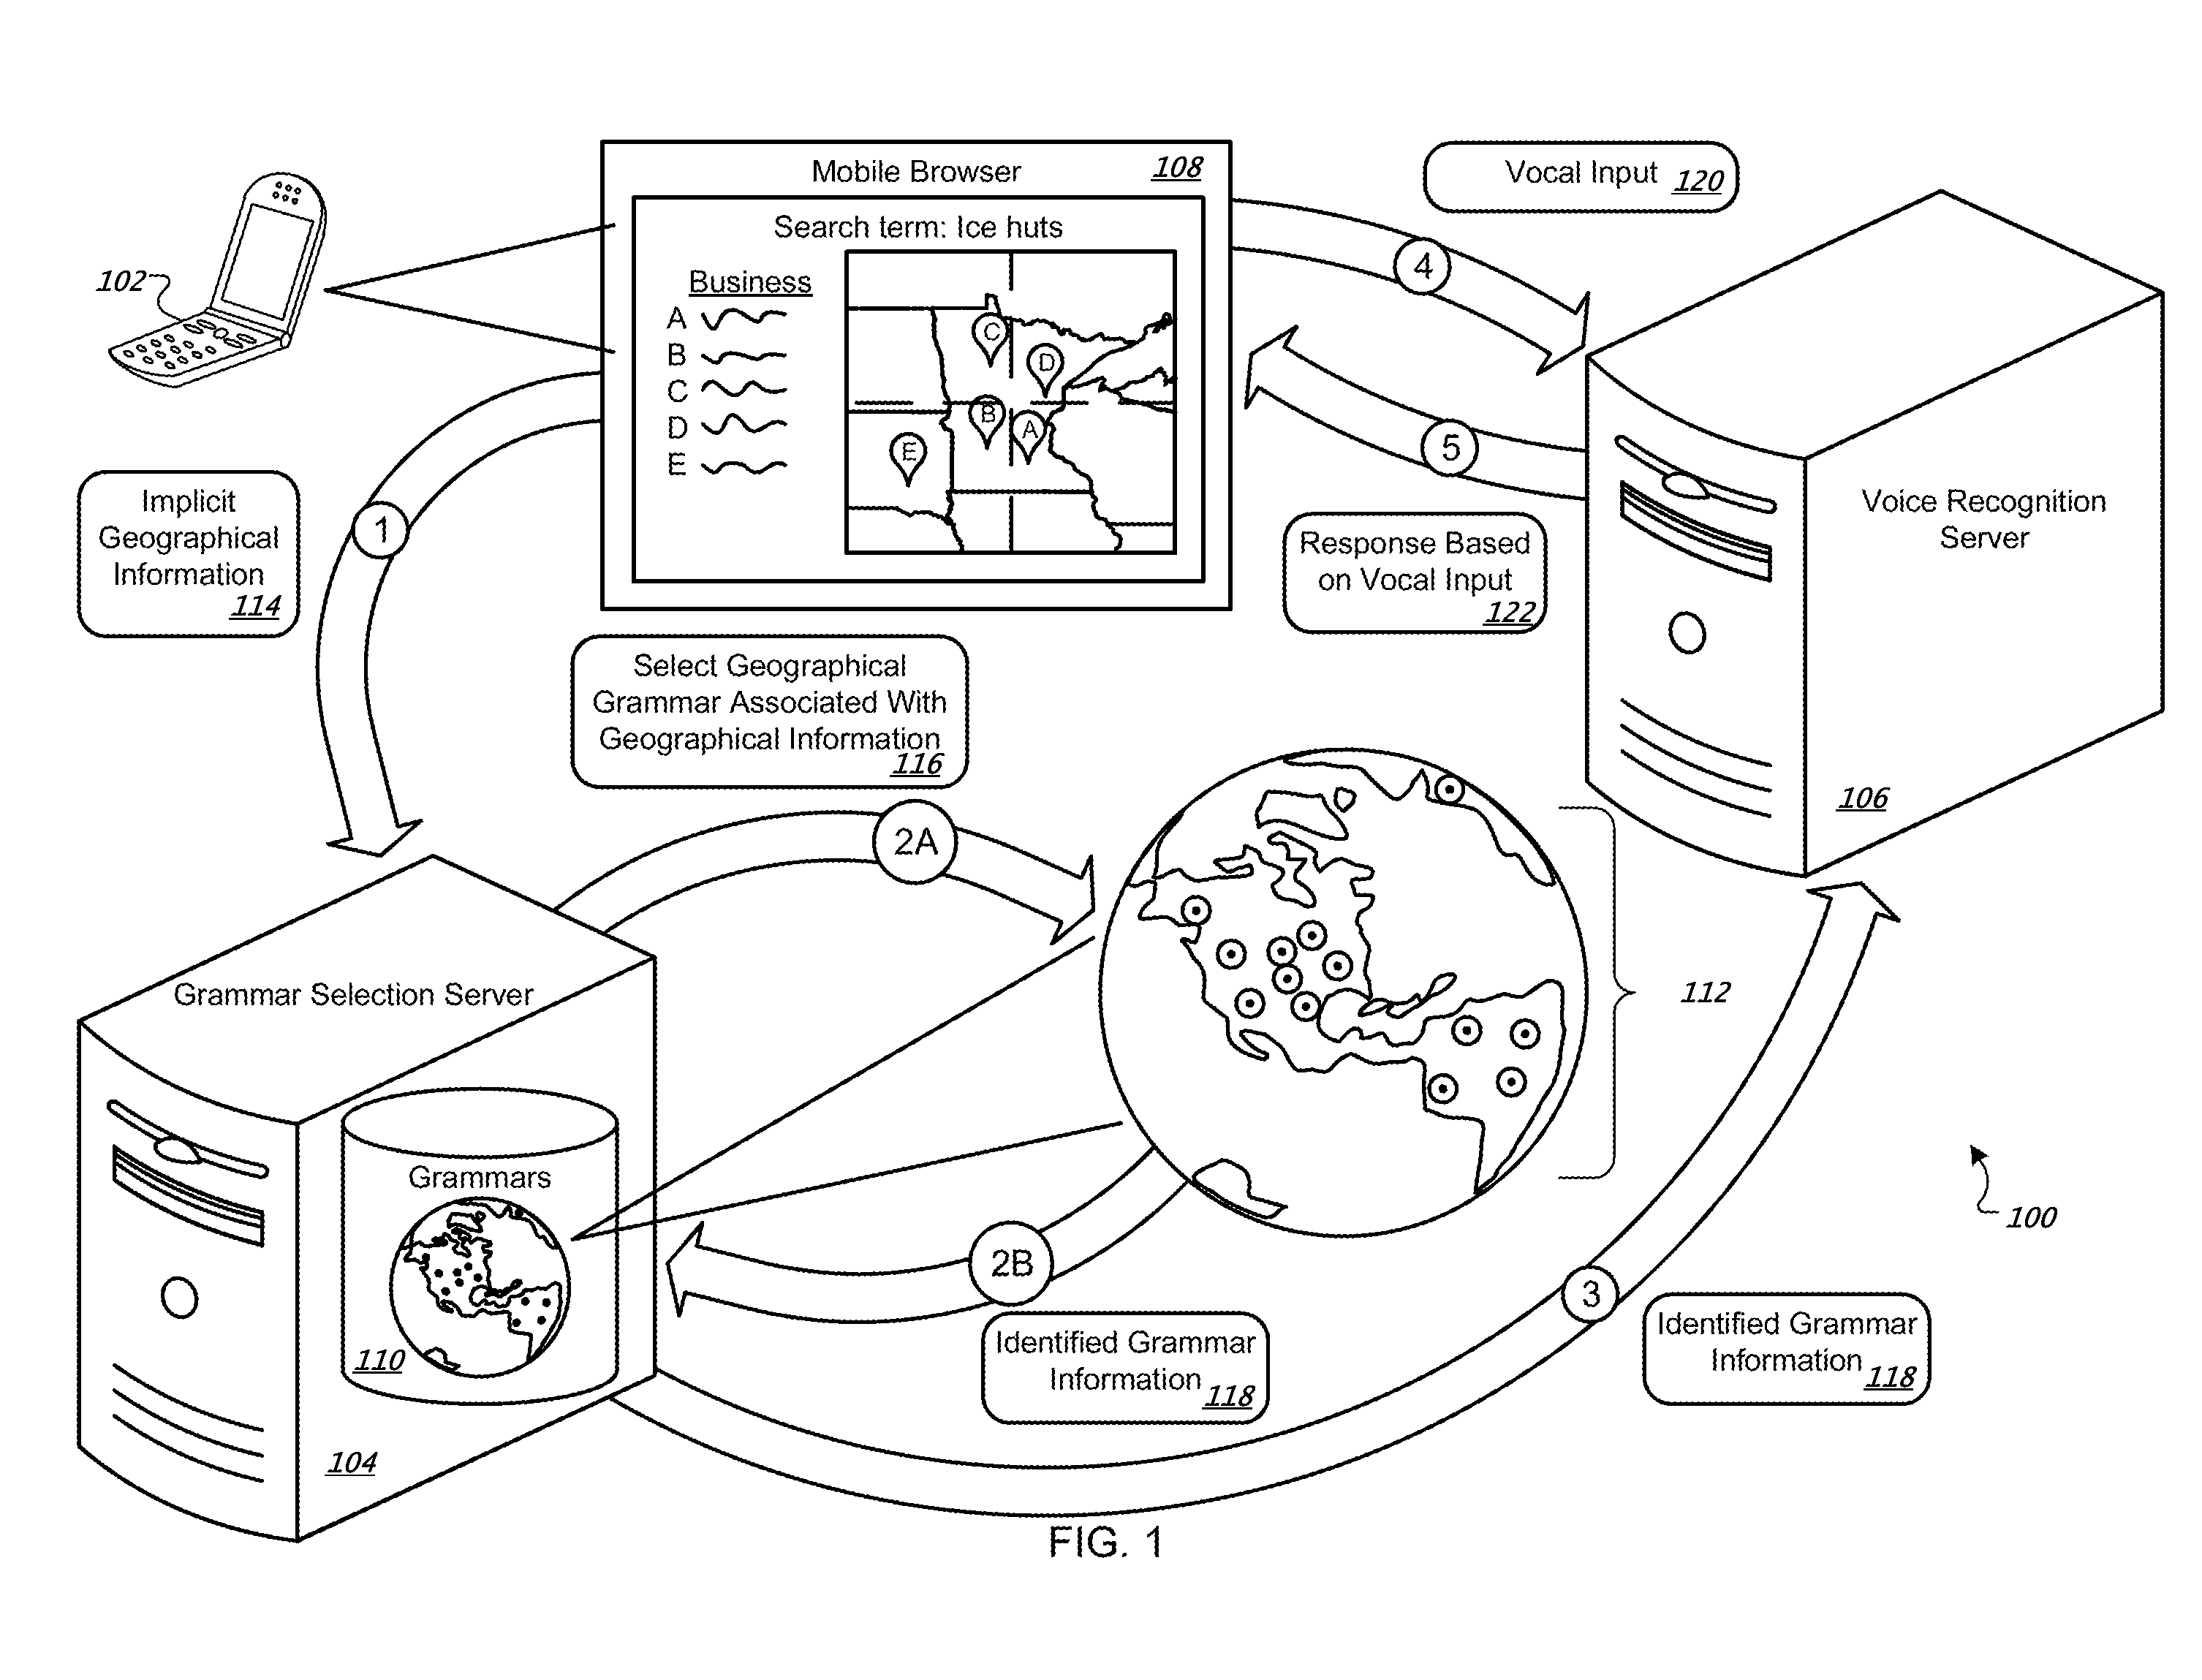 Mobile Browser 108
Search term: Ice huts
Business
A
B
C
D
E
C
D
B
A
E
102
Vocal Input 120
4
5
1
Implicit
Geographical
Information
114
Response Based
on Vocal Input
122
Voice Recognition
Server
106
Select Geographical
Grammar Associated With
Geographical Information
116
2A
112
Grammar Selection Server
Grammars
110
104
2B
Identified Grammar
Information 118
3
Identified Grammar
Information 118
100
FIG. 1